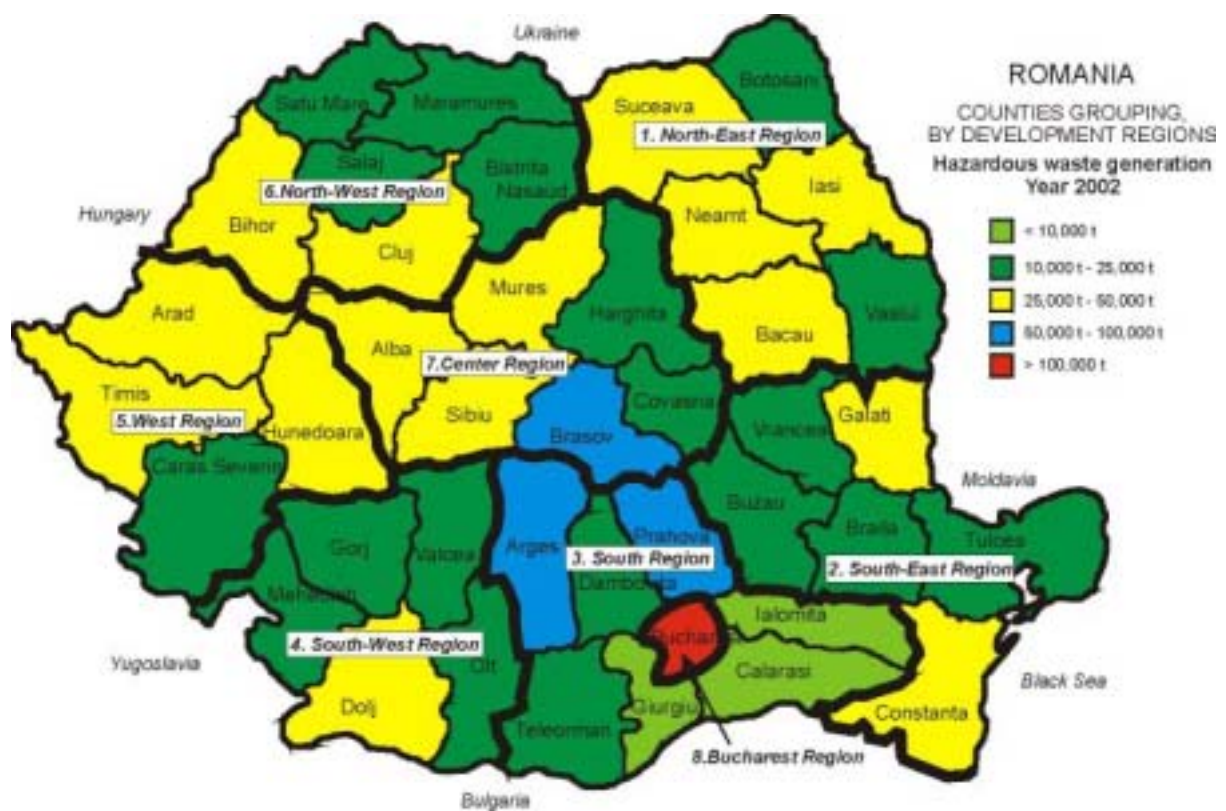 Ukraine
ROMANIA
COUNTIES GROUPING,
BY DEVELOPMENT REGIONS
Hazardous waste generation
Year 2002
< 10,000 t
10,000 t - 25,000 t
25,000 t - 50,000 t
50,000 t - 100,000 t
> 100,000 t
Botosani
Satu Mare
Maramures
Suceava
1. North-East Region
Salaj
Bistrita
Nasaud
6.North-West Region
Iasi
Hungary
Bihor
Neamt
Cluj
Mures
Arad
Harghita
Bacau
Vaslui
Alba
7.Center Region
Timis
5.West Region
Sibiu
Covasna
Hunedoara
Brasov
Vrancea
Galati
Caras Severin
Moldavia
Buzau
Braila
Tulcea
Gorj
Valcea
Arges
Prahova
3. South Region
2. South-East Region
Dambovita
Mehedinti
Ialomita
4. South-West Region
Olt
Yugoslavia
Calarasi
Black Sea
Dolj
Teleorman
Giurgiu
Constanta
8.Bucharest Region
Bulgaria